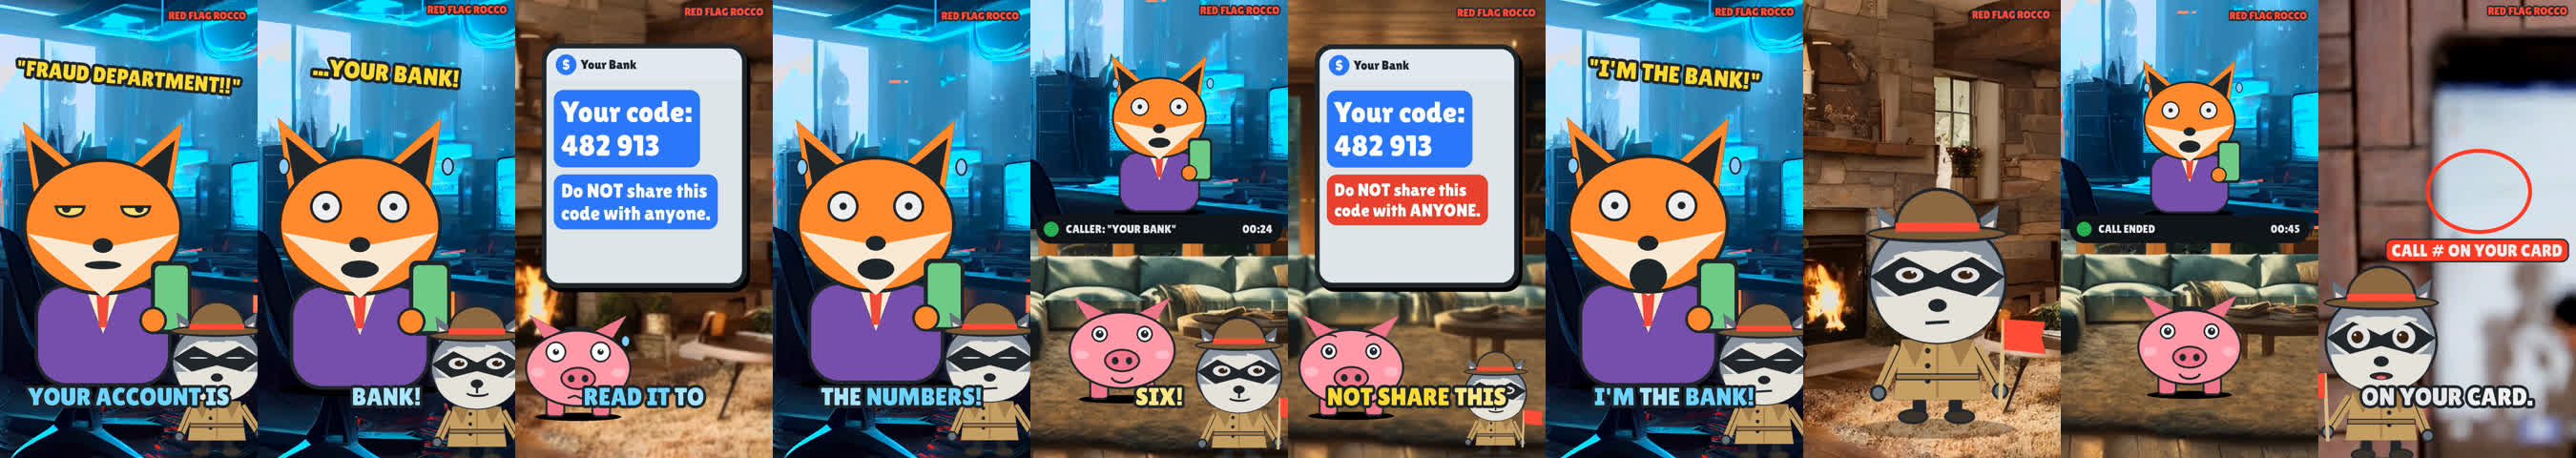 RED FLAG ROCCO
"FRAUD DEPARTMENT!!"
YOUR ACCOUNT IS
RED FLAG ROCCO
...YOUR BANK!
BANK!
RED FLAG ROCCO
$ Your Bank
Your code:
482 913
Do NOT share this
code with anyone.
READ IT TO
RED FLAG ROCCO
THE NUMBERS!
RED FLAG ROCCO
CALLER: "YOUR BANK" 00:24
SIX!
RED FLAG ROCCO
$ Your Bank
Your code:
482 913
Do NOT share this
code with ANYONE.
NOT SHARE THIS
RED FLAG ROCCO
"I'M THE BANK!"
I'M THE BANK!
RED FLAG ROCCO
RED FLAG ROCCO
CALL ENDED 00:45
RED FLAG ROCCO
CALL # ON YOUR CARD
ON YOUR CARD.